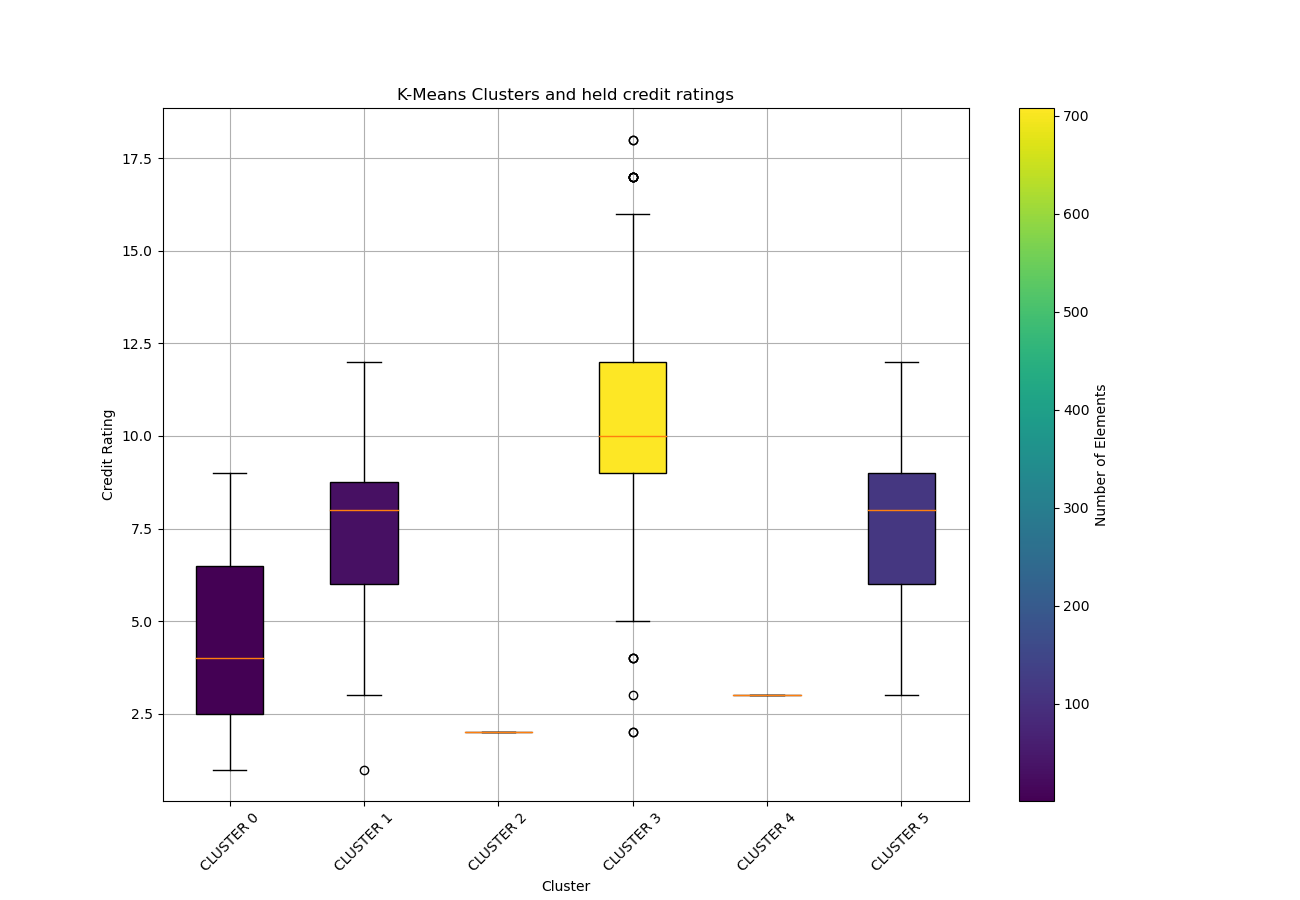 K-Means Clusters and held credit ratings
17.5
15.0
12.5
10.0
7.5
5.0
2.5
Credit Rating
CLUSTER 0
CLUSTER 1
CLUSTER 2
CLUSTER 3
CLUSTER 4
CLUSTER 5
Cluster
700
600
500
400
300
200
100
Number of Elements